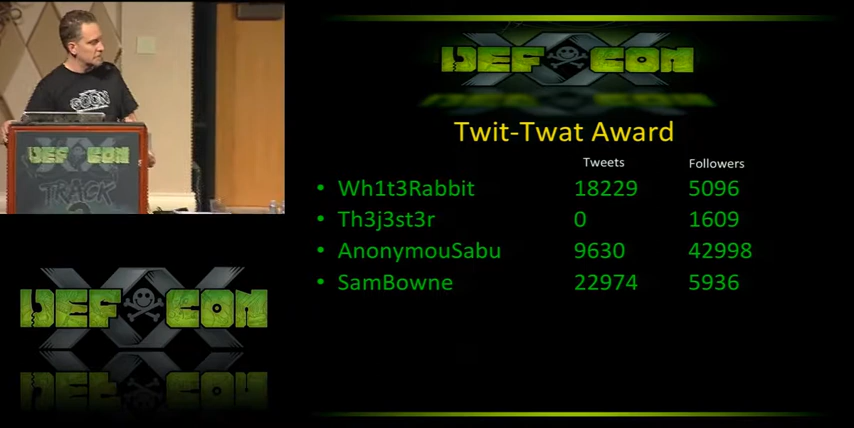 GOON
DEF CON
TRACK
DEF CON
DEF CON
Twit-Twat Award
Tweets Followers
• Wh1t3Rabbit 18229 5096
• Th3j3st3r 0 1609
• AnonymouSabu 9630 42998
• SamBowne 22974 5936